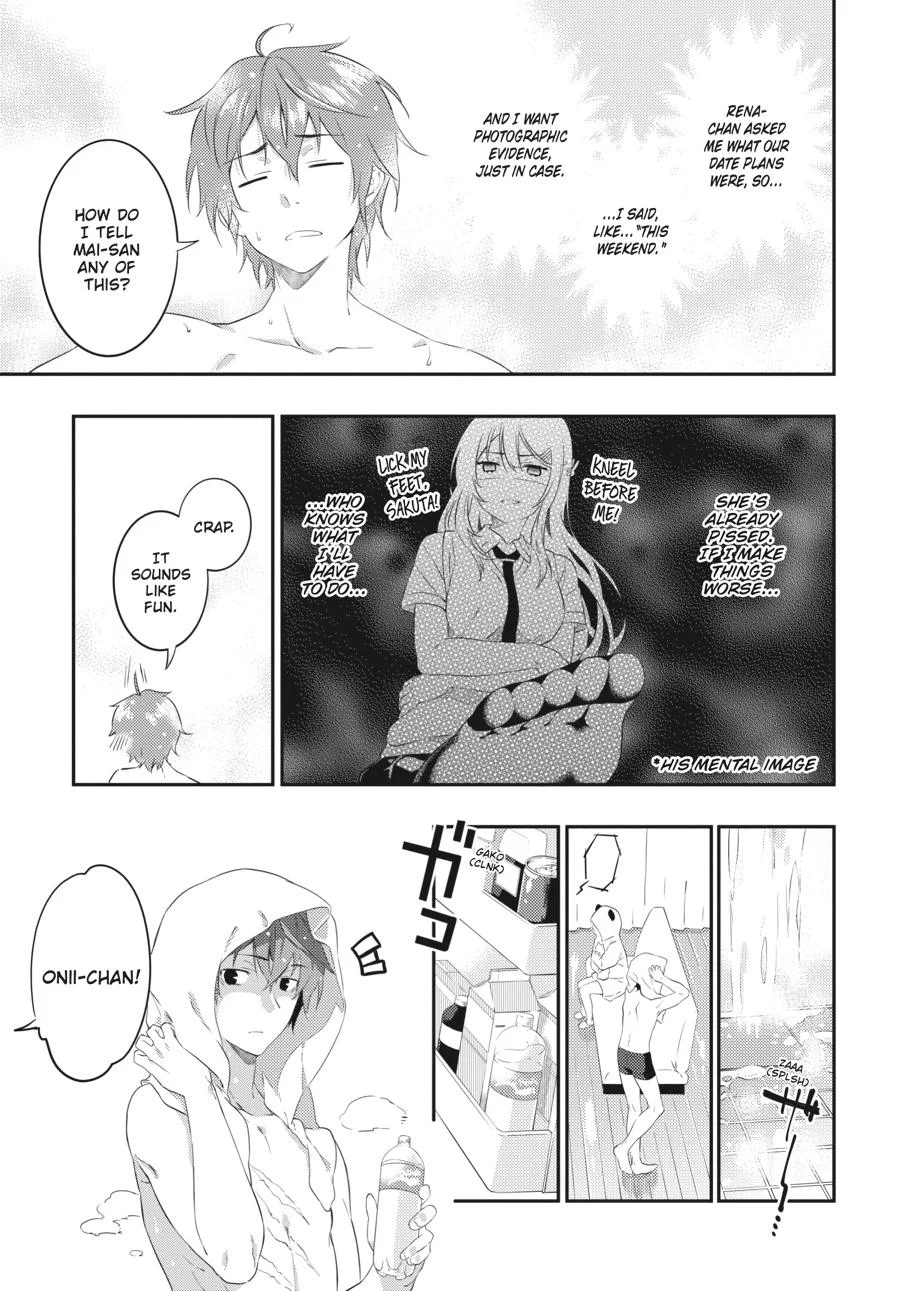 RENA-
CHAN ASKED
ME WHAT OUR
DATE PLANS
WERE, SO...
...I SAID,
LIKE... "THIS
WEEKEND."
AND I WANT
PHOTOGRAPHIC
EVIDENCE,
JUST IN CASE.
HOW DO
I TELL
MAI-SAN
ANY OF
THIS?
SHE'S
ALREADY
PISSED.
IF I MAKE
THINGS
WORSE...
KNEEL
BEFORE
ME!
LICK MY
FEET,
SAKUTA!
...WHO
KNOWS
WHAT
I'LL
HAVE
TO DO...
*HIS MENTAL IMAGE
CRAP.
IT
SOUNDS
LIKE
FUN.
ZAAA
(SPLSH)
ガコ
GAKO
(CLNK)
ONII-CHAN!